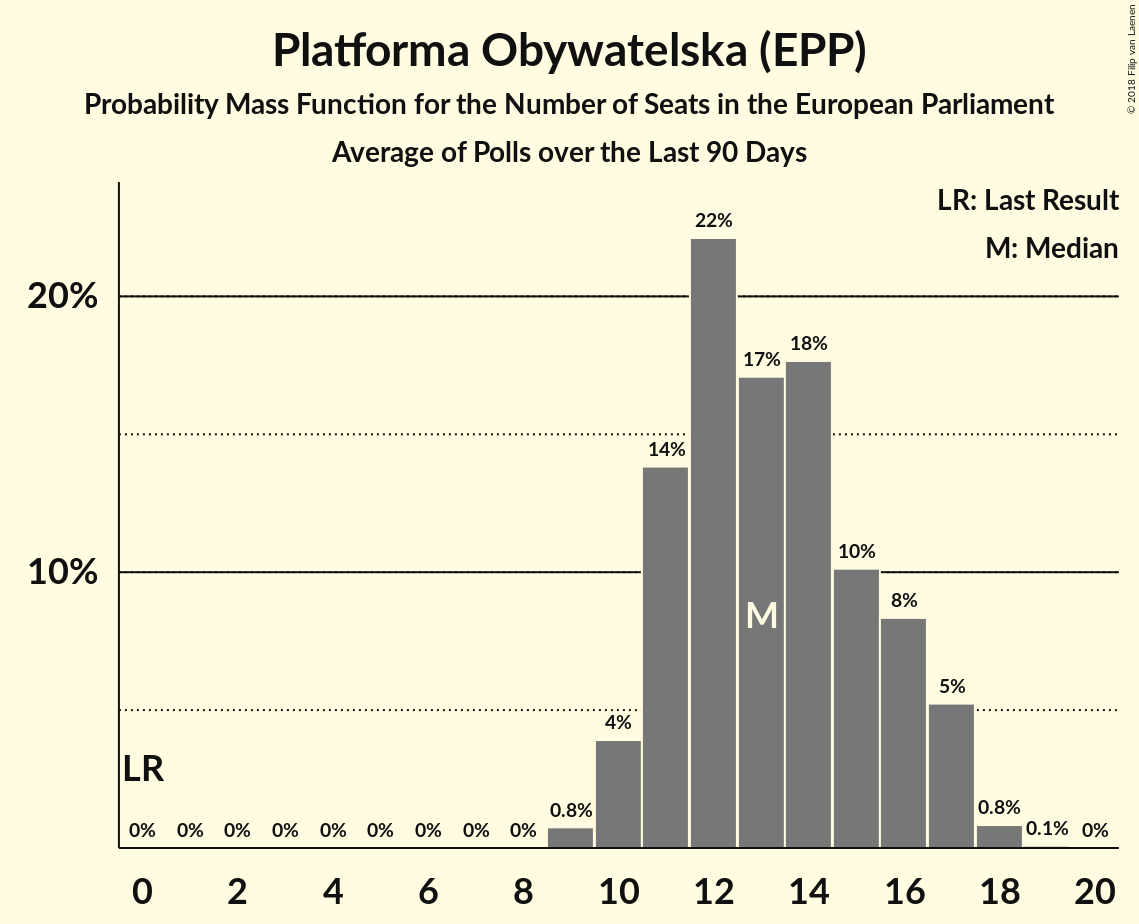 Platforma Obywatelska (EPP)
Probability Mass Function for the Number of Seats in the European Parliament
Average of Polls over the Last 90 Days
© 2018 Filip van Laenen
LR: Last Result
M: Median
22%
20%
18%
17%
14%
10%
10%
8%
M
5%
4%
LR
0.8%
0.8%
0% 0% 0% 0% 0% 0% 0% 0% 0% 0.1% 0%
0 2 4 6 8 10 12 14 16 18 20